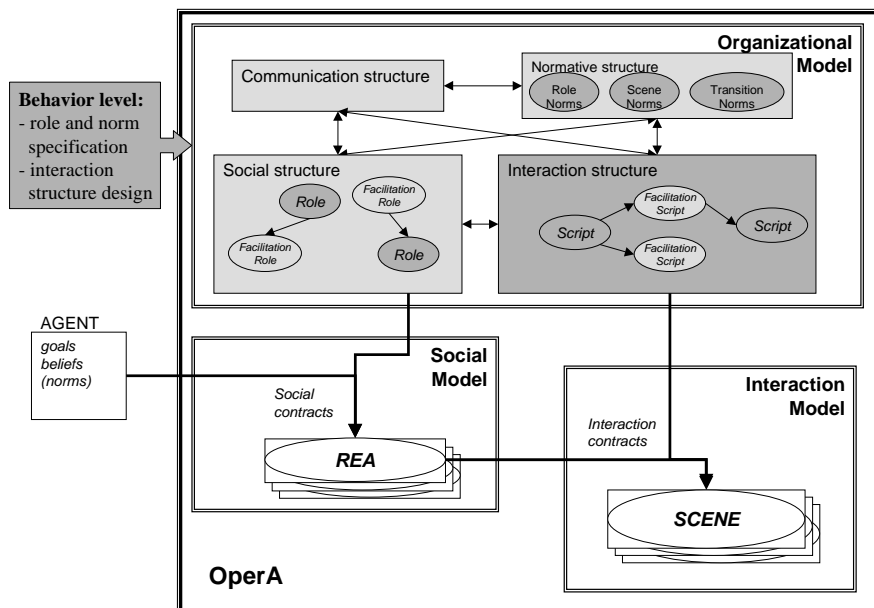 Organizational
Model
Communication structure
Normative structure
Role
Norms
Scene
Norms
Transition
Norms
Behavior level:
- role and norm
specification
- interaction
structure design
Social structure
Role
Facilitation
Role
Facilitation
Role
Role
Interaction structure
Script
Facilitation
Script
Facilitation
Script
Script
AGENT
goals
beliefs
(norms)
Social
Model
Social
contracts
REA
Interaction
Model
Interaction
contracts
SCENE
OperA